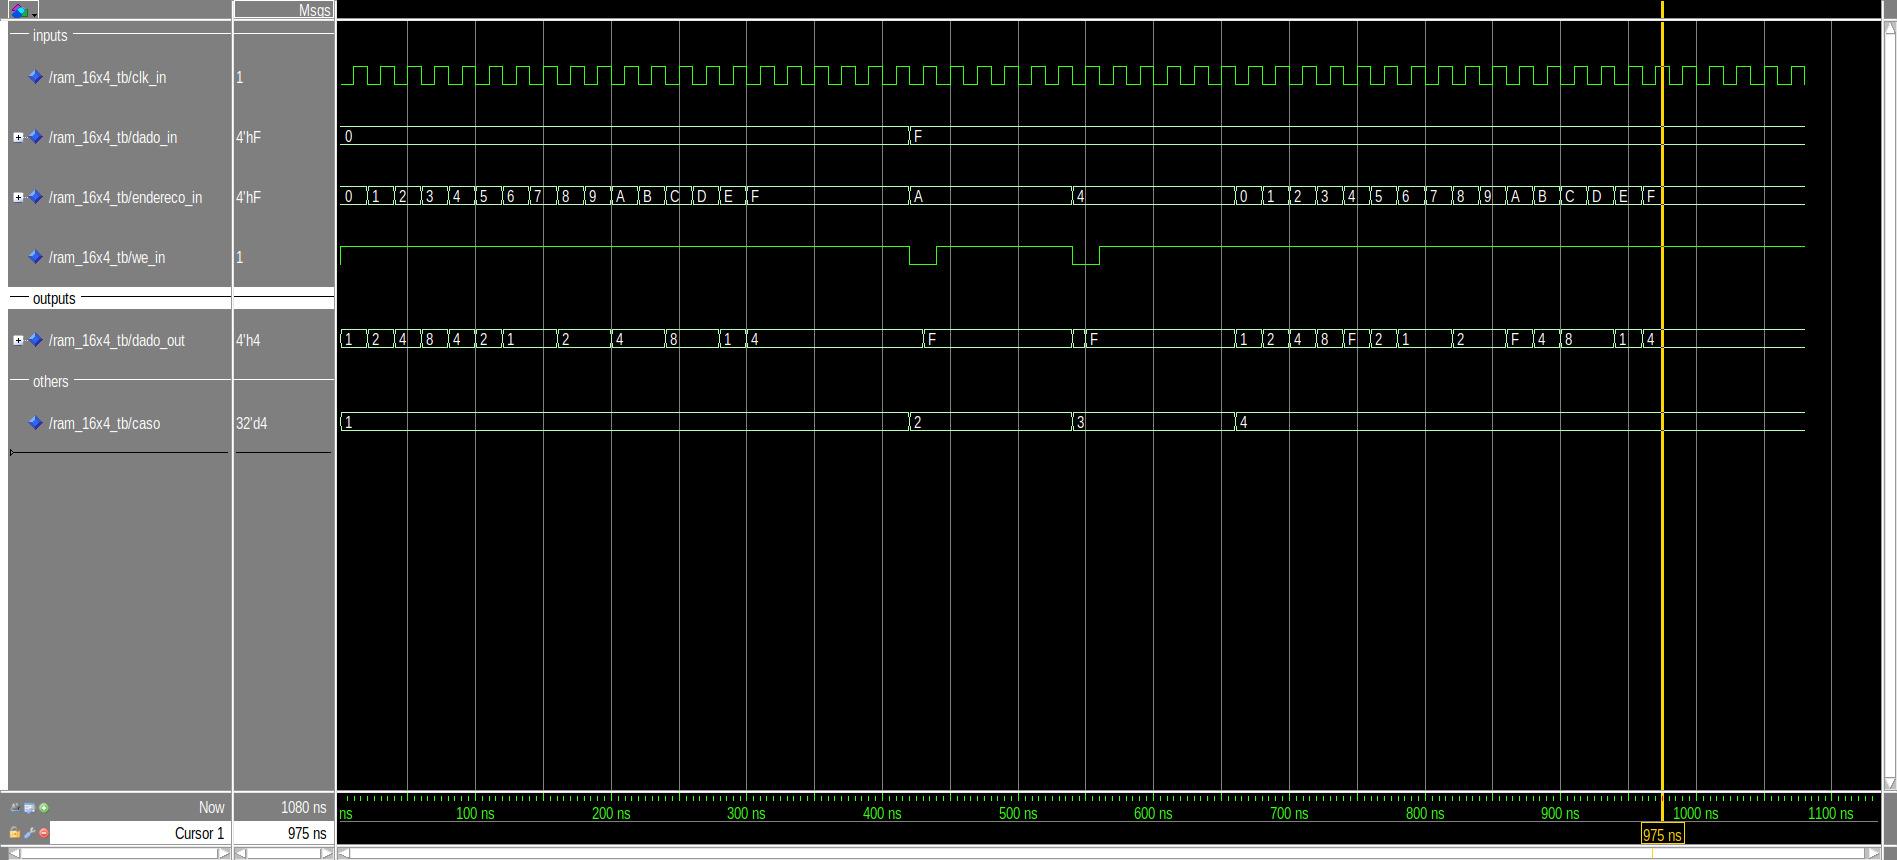 Msgs
inputs
/ram_16x4_tb/clk_in 1
/ram_16x4_tb/dado_in 4'hF 0 F
/ram_16x4_tb/endereco_in 4'hF 0 1 2 3 4 5 6 7 8 9 A B C D E F A 4 0 1 2 3 4 5 6 7 8 9 A B C D E F
/ram_16x4_tb/we_in 1
outputs
/ram_16x4_tb/dado_out 4'h4 1 2 4 8 4 2 1 2 4 8 1 4 F F 1 2 4 8 F 2 1 2 F 4 8 1 4
others
/ram_16x4_tb/caso 32'd4 1 2 3 4
Now 1080 ns ns 100 ns 200 ns 300 ns 400 ns 500 ns 600 ns 700 ns 800 ns 900 ns 1000 ns 1100 ns
Cursor 1 975 ns 975 ns